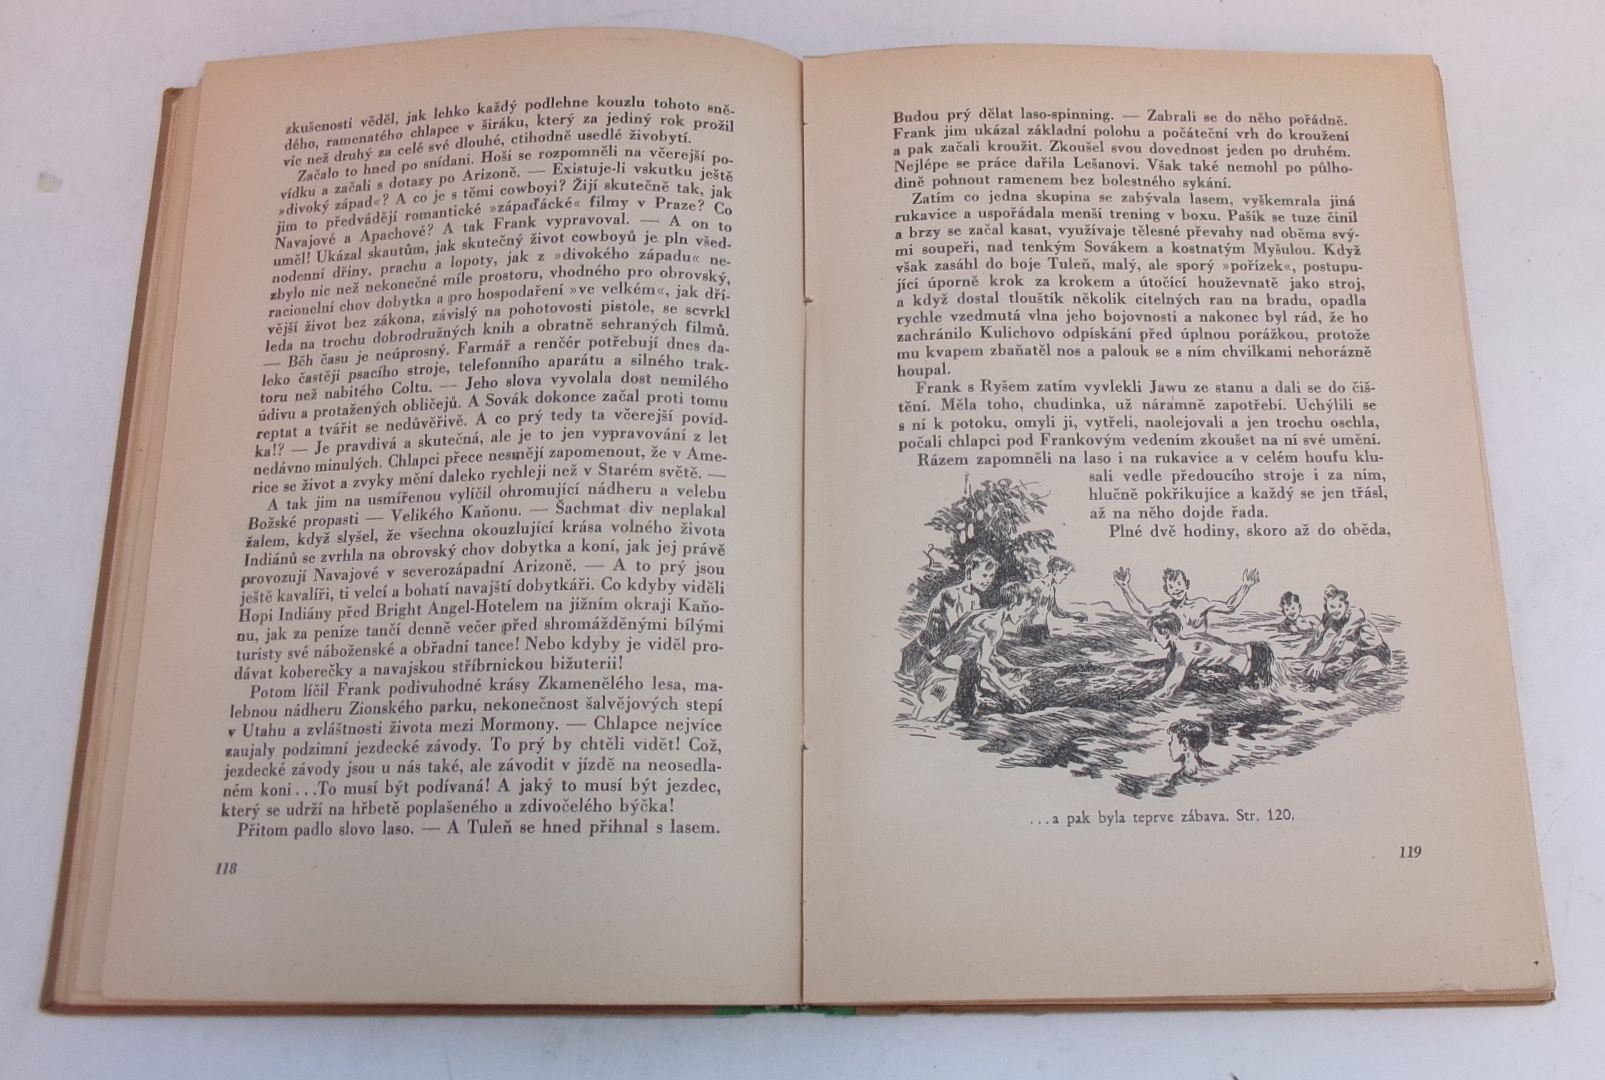 zkušenosti věděl, jak lehko každý podlehne kouzlu tohoto sně-
dého, ramenatého chlapce v širáku, který za jediný rok prožil
víc než druhý za celé své dlouhé, ctihodně usedlé živobytí.
Začalo to hned po snídani. Hoši se rozpomněli na včerejší po-
vídku a začali s dotazy po Arizoně. — Existuje-li vskutku ještě
»divoký západ«? A co je s těmi cowboyi? Žijí skutečně tak, jak
jim to předvádějí romantické »západácké« filmy v Praze? Co
Navajové a Apachové? A tak Frank vypravoval. — A on to
uměl! Ukázal skautům, jak skutečný život cowboyů je pln všed-
nodenní dřiny, prachu a lopoty, jak z »divokého západu« ne-
zbylo nic než nekonečné míle prostoru, vhodného pro obrovský,
racionelní chov dobytka a pro hospodaření »ve velkém«, jak dří-
vější život bez zákona, závislý na pohotovosti pistole, se scvrkl
leda na trochu dobrodružných knih a obratně sehraných filmů.
— Běh času je neúprosný. Farmář a renčér potřebují dnes da-
leko častěji psacího stroje, telefonního aparátu a silného trak-
toru než nabitého Coltu. — Jeho slova vyvolala dost nemilého
údivu a protažených obličejů. A Sovák dokonce začal proti tomu
reptat a tvářit se nedůvěřivě. A co prý tedy ta včerejší povíd-
ka!? — Je pravdivá a skutečná, ale je to jen vypravování z let
nedávno minulých. Chlapci přece nesmějí zapomenout, že v Ame-
rice se život a zvyky mění daleko rychleji než v Starém světě. —
A tak jim na usmířenou vylíčil ohromující nádheru a velebu
Božské propasti — Velikého Kaňonu. — Šachmat div neplakal
žalem, když slyšel, že všechna okouzlující krása volného života
Indiánů se zvrhla na obrovský chov dobytka a koní, jak jej právě
provozují Navajové v severozápadní Arizoně. — A to prý jsou
ještě kavalíři, ti velcí a bohatí navajští dobytkáři. Co kdyby viděli
Hopi Indiány před Bright Angel-Hotelem na jižním okraji Kaňo-
nu, jak za peníze tančí denně večer před shromážděnými bílými
turisty své náboženské a obřadní tance! Nebo kdyby je viděl pro-
dávat koberečky a navajskou stříbrnickou bižuterii!
Potom líčil Frank podivuhodné krásy Zkamenělého lesa, ma-
lebnou nádheru Zionského parku, nekonečnost šalvějových stepí
v Utahu a zvláštnosti života mezi Mormony. — Chlapce nejvíce
zaujaly podzimní jezdecké závody. To prý by chtěli vidět! Což,
jezdecké závody jsou u nás také, ale závodit v jízdě na neosedla-
ném koni...To musí být podívaná! A jaký to musí být jezdec,
který se udrží na hřbetě poplašeného a zdivočelého býčka!
Přitom padlo slovo laso. — A Tuleň se hned přihnal s lasem.
118
Budou prý dělat laso-spinning. — Zabrali se do něho pořádně.
Frank jim ukázal základní polohu a počáteční vrh do kroužení
a pak začali kroužit. Zkoušel svou dovednost jeden po druhém.
Nejlépe se práce dařila Lešanovi. Však také nemohl po půlho-
dině pohnout ramenem bez bolestného sykání.
Zatím co jedna skupina se zabývala lasem, vyškemrala jiná
rukavice a uspořádala menší trening v boxu. Pašík se tuze činil
a brzy se začal kasat, využívaje tělesné převahy nad oběma svý-
mi soupeři, nad tenkým Sovákem a kostnatým Myšulou. Když
však zasáhl do boje Tuleň, malý, ale sporý »pořízek«, postupu-
jící úporně krok za krokem a útočící houževnatě jako stroj,
a když dostal tloušťík několik citelných ran na bradu, opadla
rychle vzedmutá vlna jeho bojovnosti a nakonec byl rád, že ho
zachránilo Kulichovo odpískání před úplnou porážkou, protože
mu kvapem zbaňatěl nos a palouk se s ním chvilkami nehorázně
houpal.
Frank s Ryšem zatím vyvlekli Jawu ze stanu a dali se do čiš-
tění. Měla toho, chudinka, už náramně zapotřebí. Uchýlili se
s ní k potoku, omyli ji, vytřeli, naolejovali a jen trochu oschla,
počali chlapci pod Frankovým vedením zkoušet na ní své umění.
Rázem zapomněli na laso i na rukavice a v celém houfu klu-
sali vedle předoucího stroje i za ním,
hlučně pokřikujíce a každý se jen třásl,
až na něho dojde řada.
Plné dvě hodiny, skoro až do oběda,
...a pak byla teprve zábava. Str. 120.
119